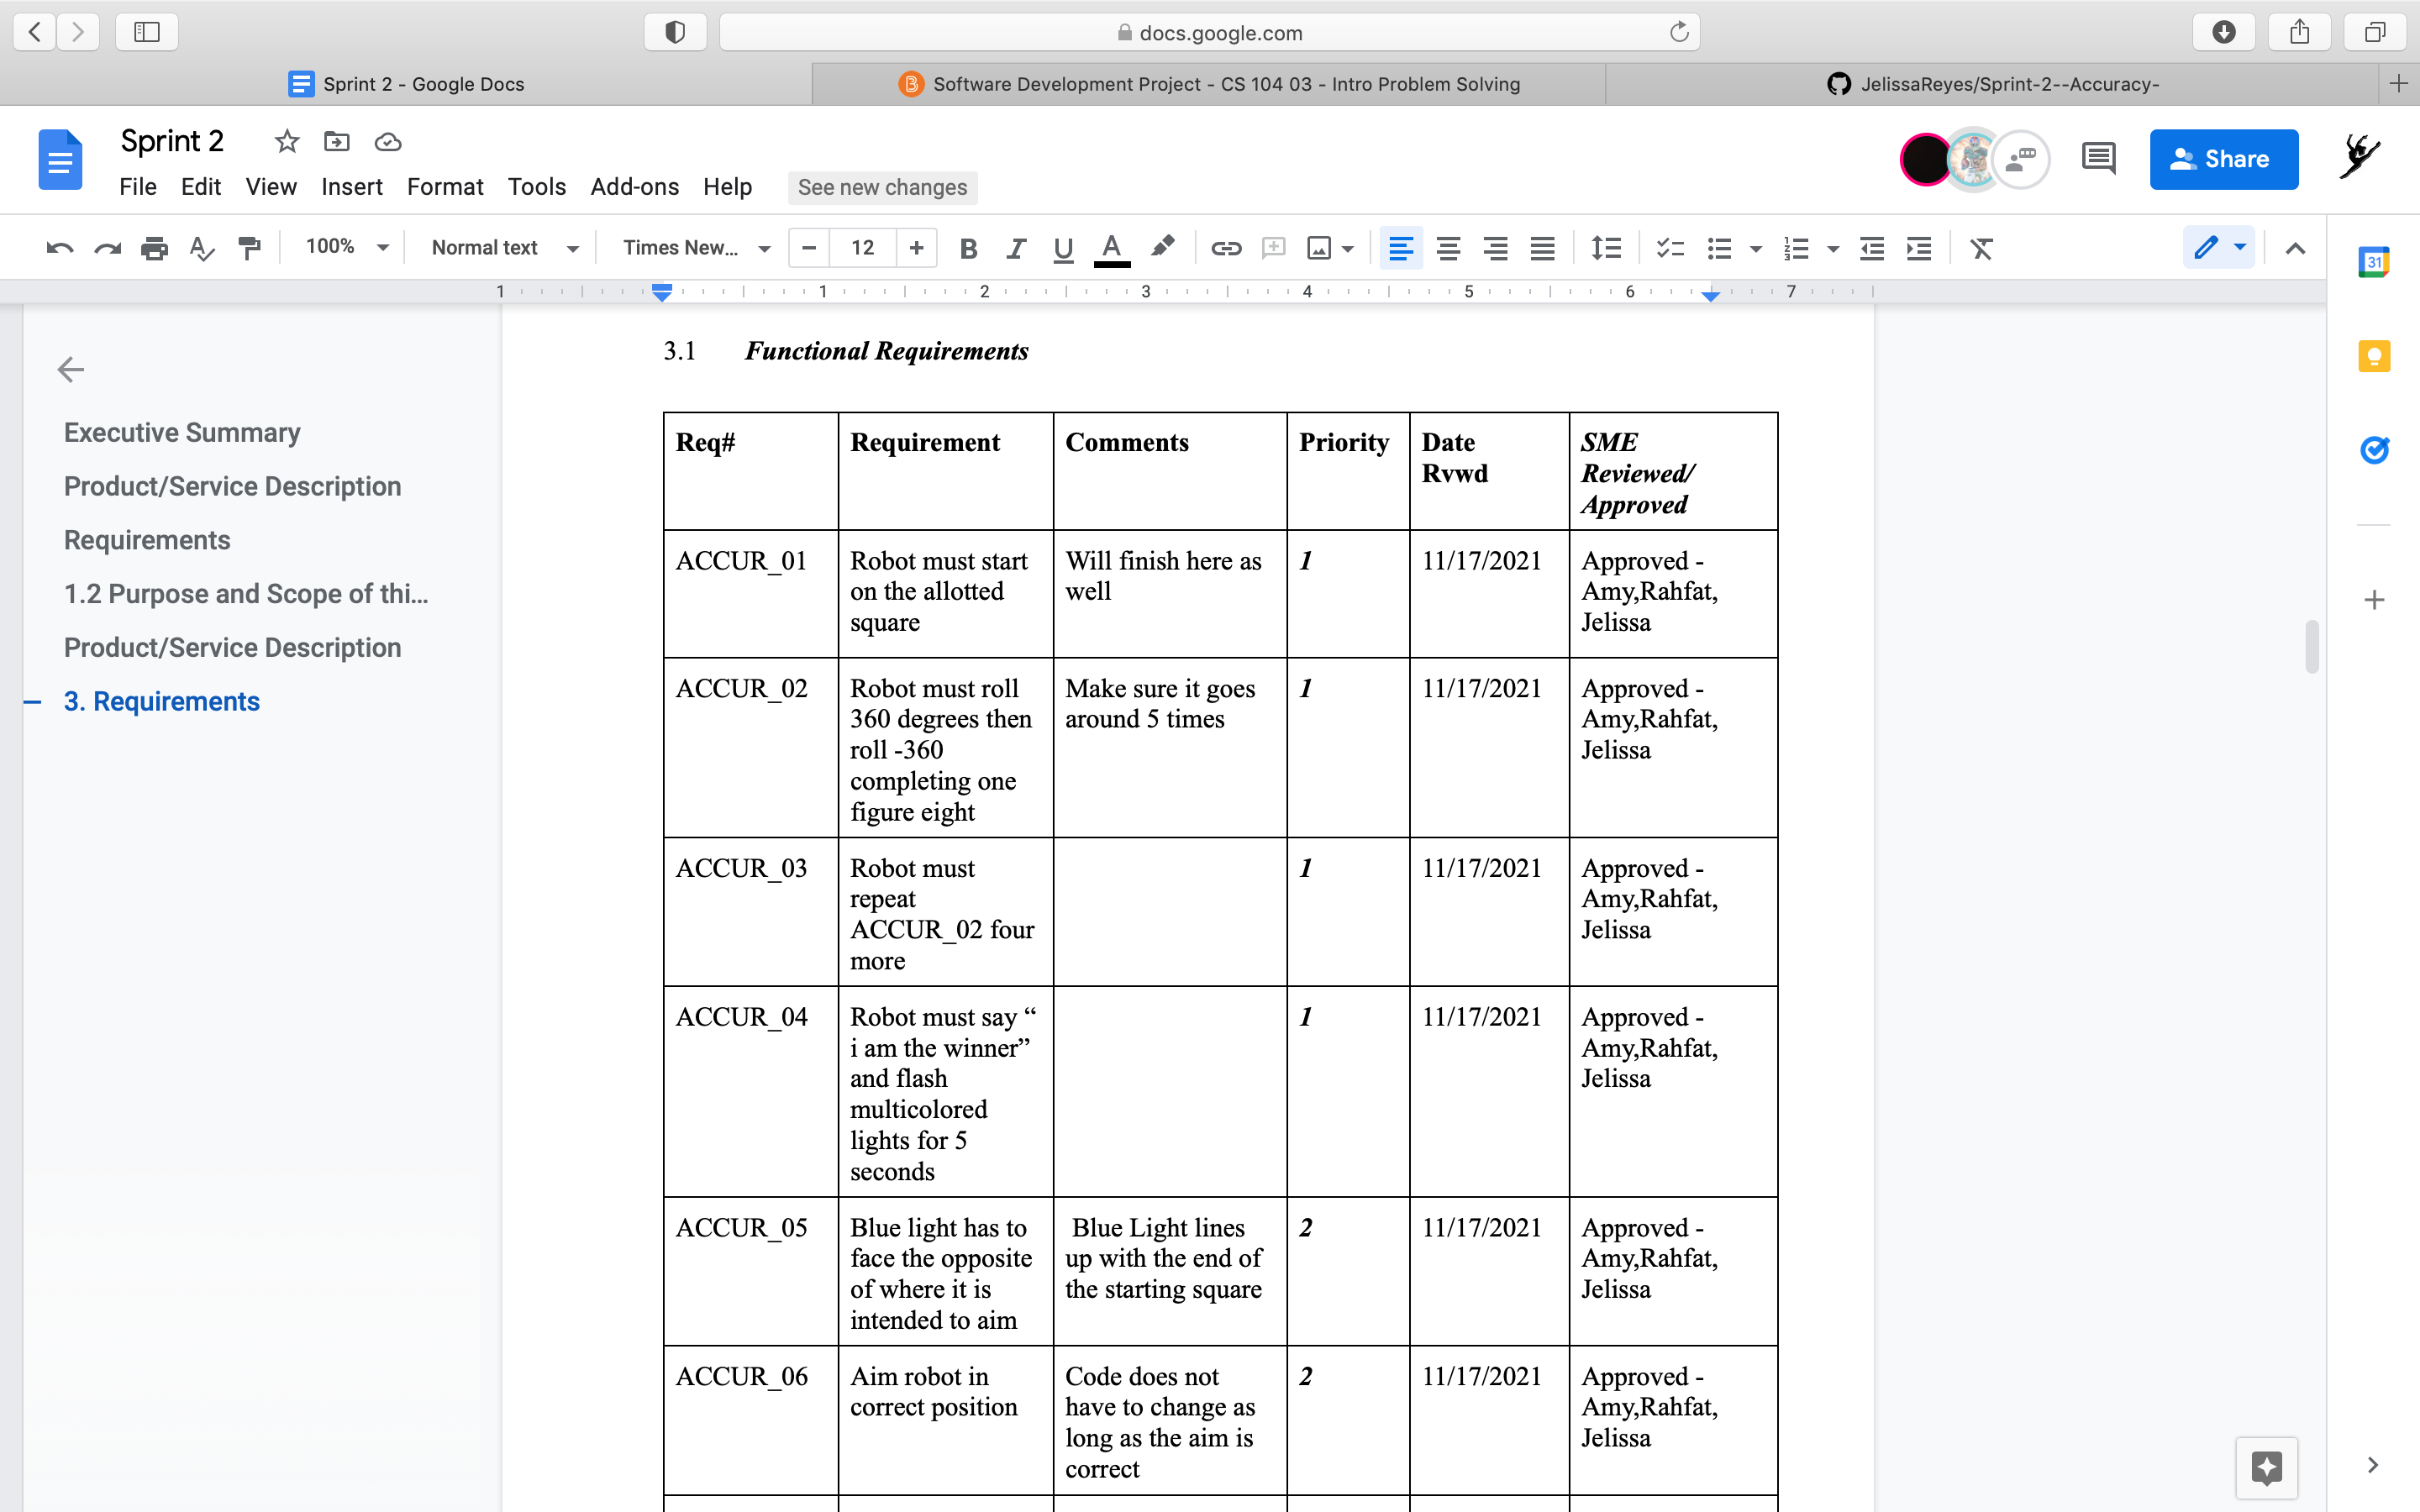 docs.google.com
Sprint 2 - Google Docs
Software Development Project - CS 104 03 - Intro Problem Solving
JelissaReyes/Sprint-2--Accuracy-
Sprint 2
File Edit View Insert Format Tools Add-ons Help See new changes
Share
100% Normal text Times New... 12
1 1 2 3 4 5 6 7
31
Executive Summary
Product/Service Description
Requirements
1.2 Purpose and Scope of thi...
Product/Service Description
3. Requirements
3.1 Functional Requirements
Req#
Requirement
Comments
Priority
Date
Rvwd
SME
Reviewed/
Approved
ACCUR_01
Robot must start
on the allotted
square
Will finish here as
well
1
11/17/2021
Approved -
Amy,Rahfat,
Jelissa
ACCUR_02
Robot must roll
360 degrees then
roll -360
completing one
figure eight
Make sure it goes
around 5 times
1
11/17/2021
Approved -
Amy,Rahfat,
Jelissa
ACCUR_03
Robot must
repeat
ACCUR_02 four
more
1
11/17/2021
Approved -
Amy,Rahfat,
Jelissa
ACCUR_04
Robot must say “
i am the winner”
and flash
multicolored
lights for 5
seconds
1
11/17/2021
Approved -
Amy,Rahfat,
Jelissa
ACCUR_05
Blue light has to
face the opposite
of where it is
intended to aim
Blue Light lines
up with the end of
the starting square
2
11/17/2021
Approved -
Amy,Rahfat,
Jelissa
ACCUR_06
Aim robot in
correct position
Code does not
have to change as
long as the aim is
correct
2
11/17/2021
Approved -
Amy,Rahfat,
Jelissa